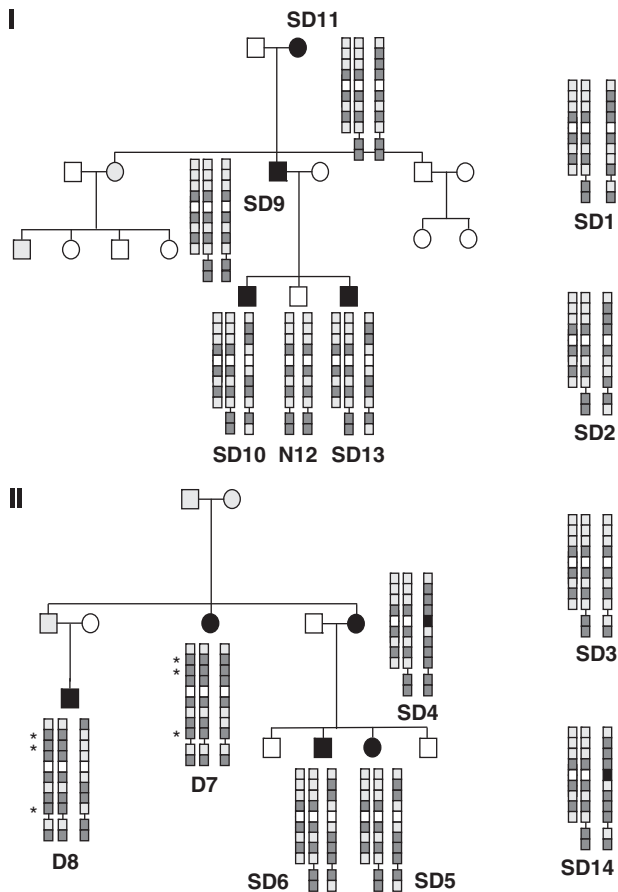 I
SD11
SD9
SD1
SD10 N12 SD13
SD2
II
SD3
SD4
*
*
*
D7
*
*
*
D8
SD6
SD5
SD14